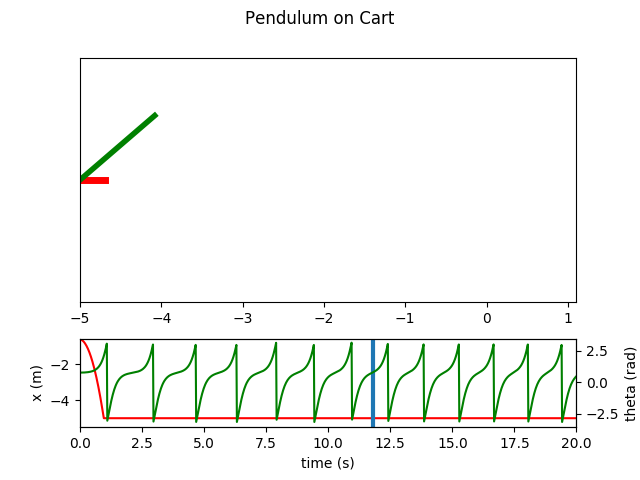 Pendulum on Cart
−5 −4 −3 −2 −1 0 1
x (m)
−2
−4
2.5
0.0
−2.5
theta (rad)
0.0 2.5 5.0 7.5 10.0 12.5 15.0 17.5 20.0
time (s)